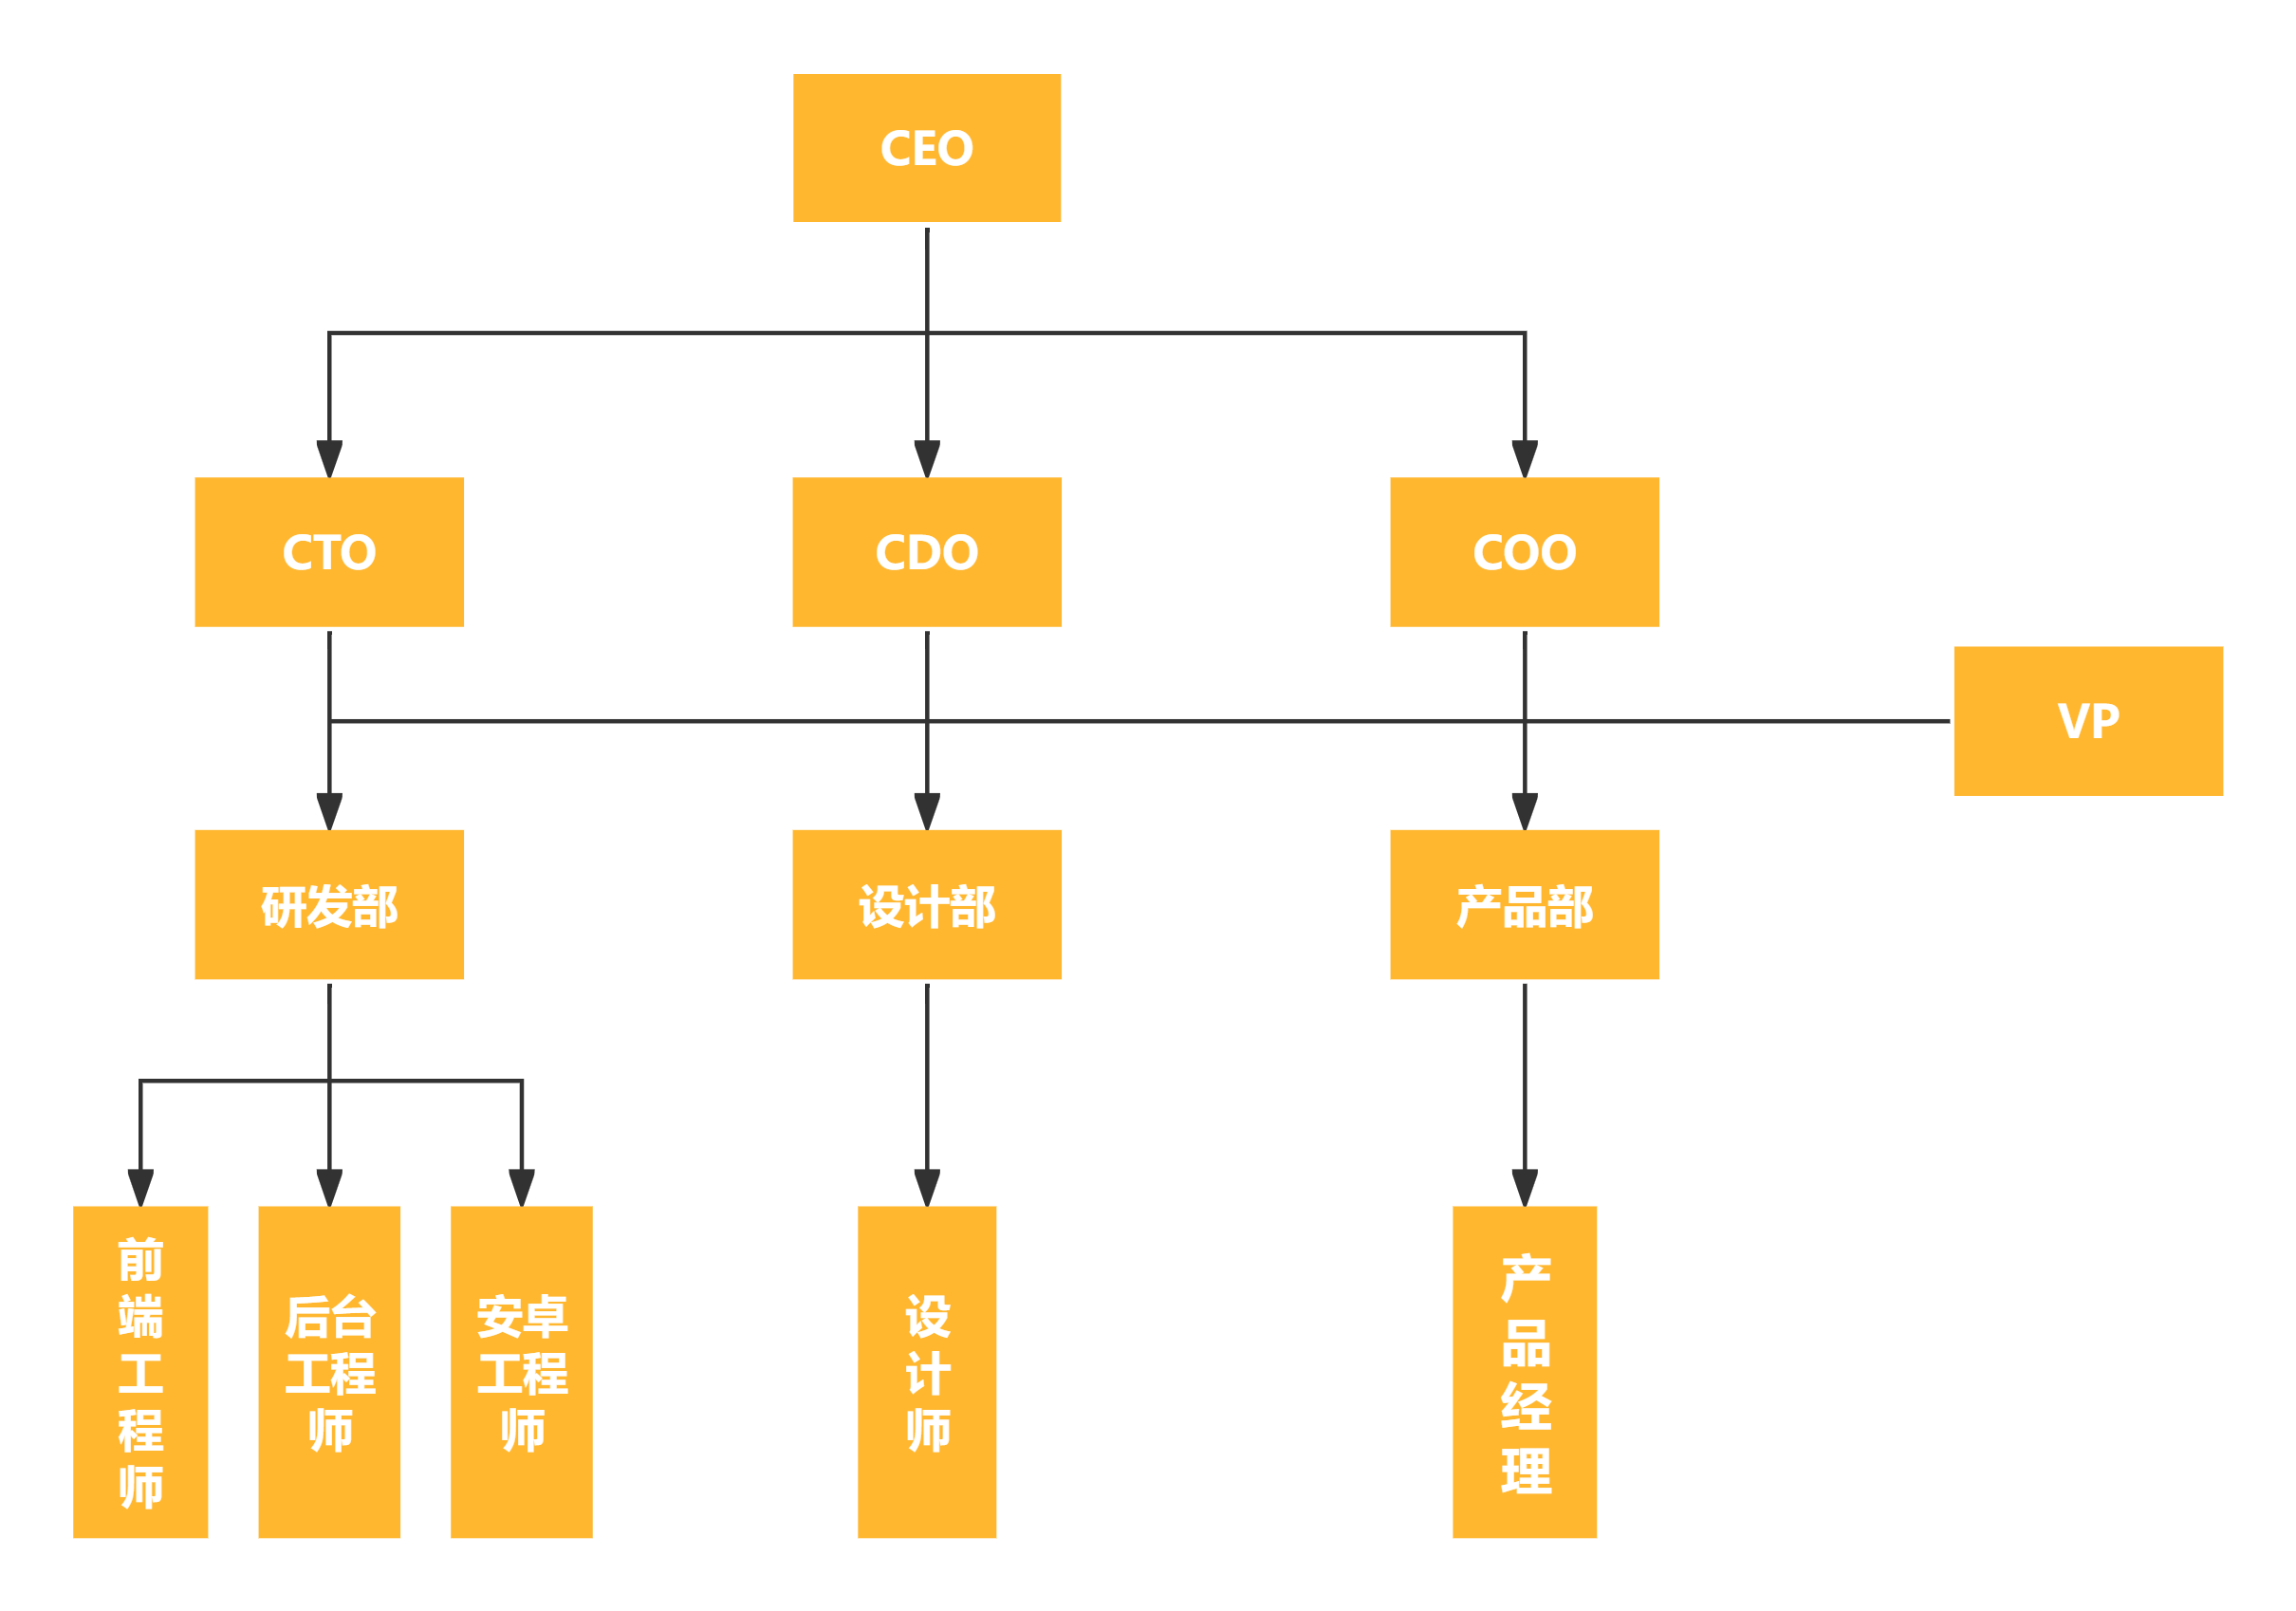 CEO
CTO
CDO
COO
VP
研发部
设计部
产品部
前
端
工
程
师
后台
工程
师
安卓
工程
师
设
计
师
产
品
经
理